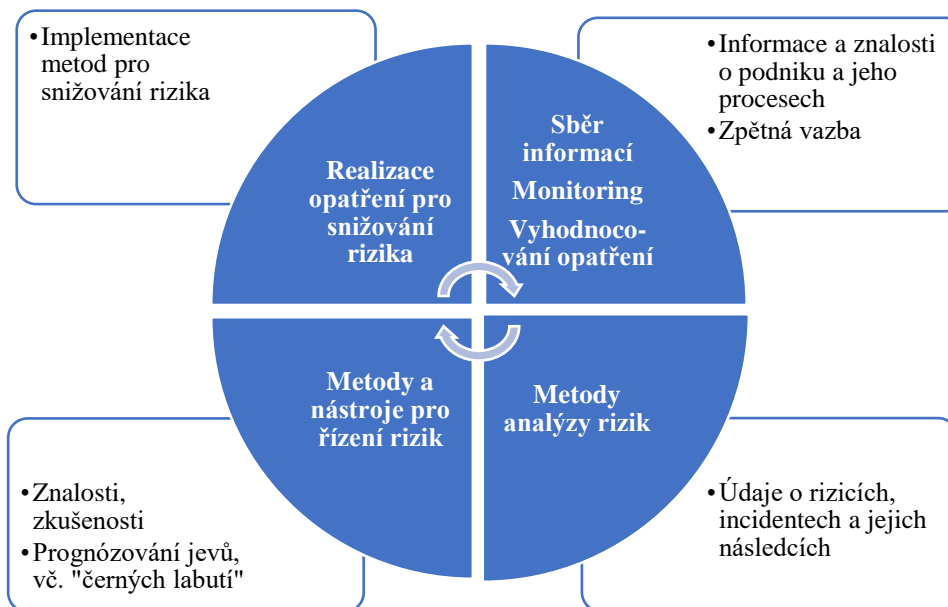 •Implementace
metod pro
snižování rizika
•Informace a znalosti
o podniku a jeho
procesech
•Zpětná vazba
Realizace
opatření pro
snižování
rizika
Sběr
informací
Monitoring
Vyhodnoco-
vání opatření
Metody a
nástroje pro
řízení rizik
Metody
analýzy rizik
•Znalosti,
zkušenosti
•Prognózování jevů,
vč. "černých labutí"
•Údaje o rizicích,
incidentech a jejich
následcích